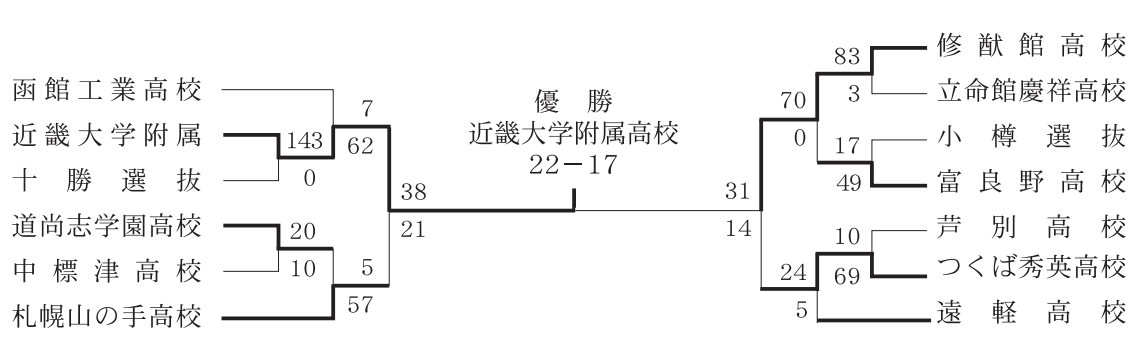 函館工業高校
近畿大学附属
十勝選抜
道尚志学園高校
中標津高校
札幌山の手高校
7
143
62
0
20
10
5
57
38
21
優勝
近畿大学附属高校
22－17
31
14
70
0
24
5
83
3
17
49
10
69
修猷館高校
立命館慶祥高校
小樽選抜
富良野高校
芦別高校
つくば秀英高校
遠軽高校